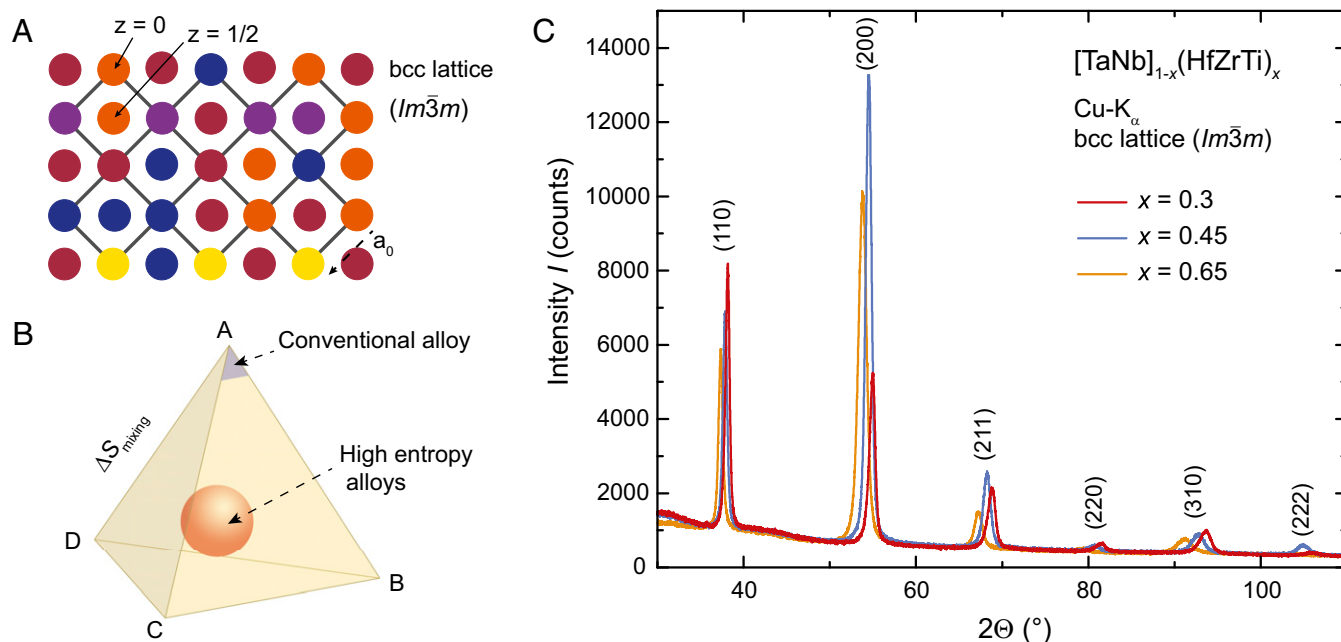 A
z = 0
z = 1/2
bcc lattice
(Im3̅m)
a₀
B
A
Conventional alloy
ΔS_mixing
High entropy
alloys
D
B
C
C
14000
12000
10000
8000
6000
4000
2000
0
Intensity I (counts)
(110)
(200)
(211)
(220)
(310)
(222)
[TaNb]₁₋ₓ(HfZrTi)ₓ
Cu-K_α
bcc lattice (Im3̅m)
x = 0.3
x = 0.45
x = 0.65
40
60
80
100
2Θ (°)